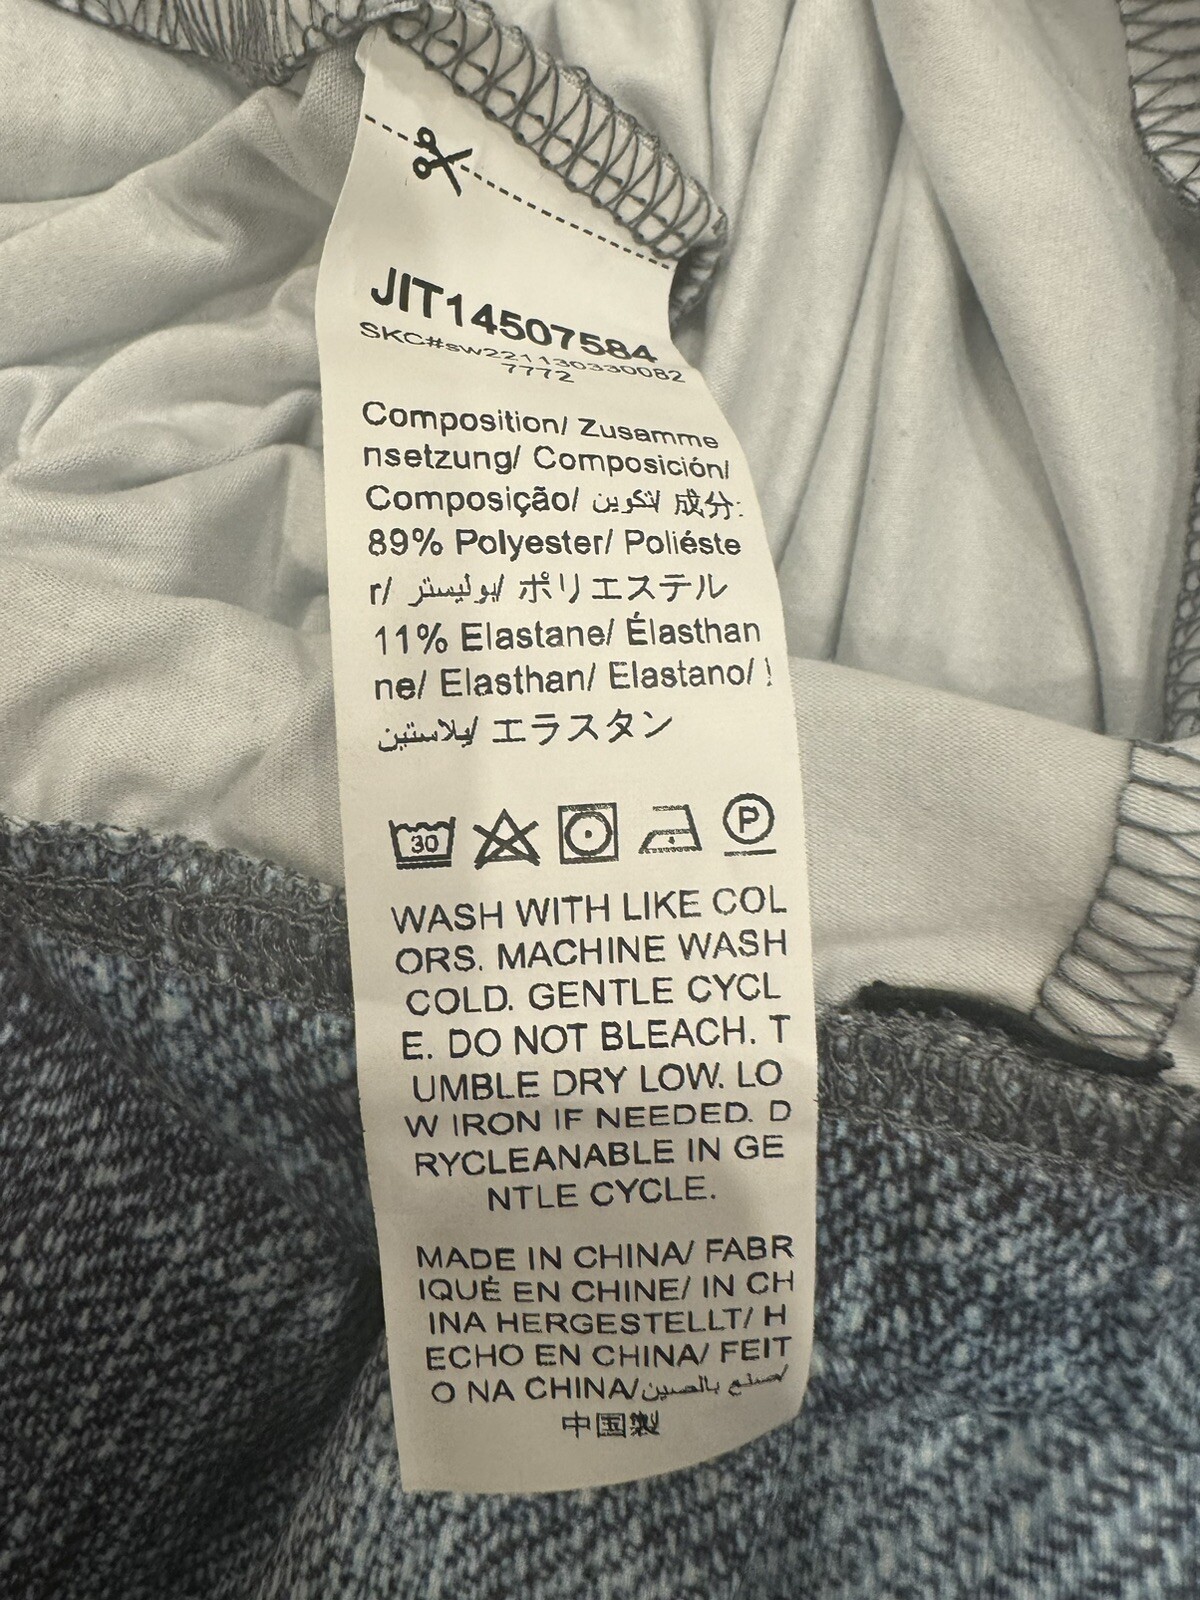 JIT14507584
SKC#sw221130330082
7772
Composition/ Zusamme
nsetzung/ Composición/
Composição/ تكوين/ 成分:
89% Polyester/ Poliéste
r/ بوليستر/ ポリエステル
11% Elastane/ Élasthan
ne/ Elasthan/ Elastano/ إ
يلاستين/ エラスタン
30
P
WASH WITH LIKE COL
ORS. MACHINE WASH
COLD. GENTLE CYCL
E. DO NOT BLEACH. T
UMBLE DRY LOW. LO
W IRON IF NEEDED. D
RYCLEANABLE IN GE
NTLE CYCLE.
MADE IN CHINA/ FABR
IQUÉ EN CHINE/ IN CH
INA HERGESTELLT/ H
ECHO EN CHINA/ FEIT
O NA CHINA/صنع بالصين/
中国製